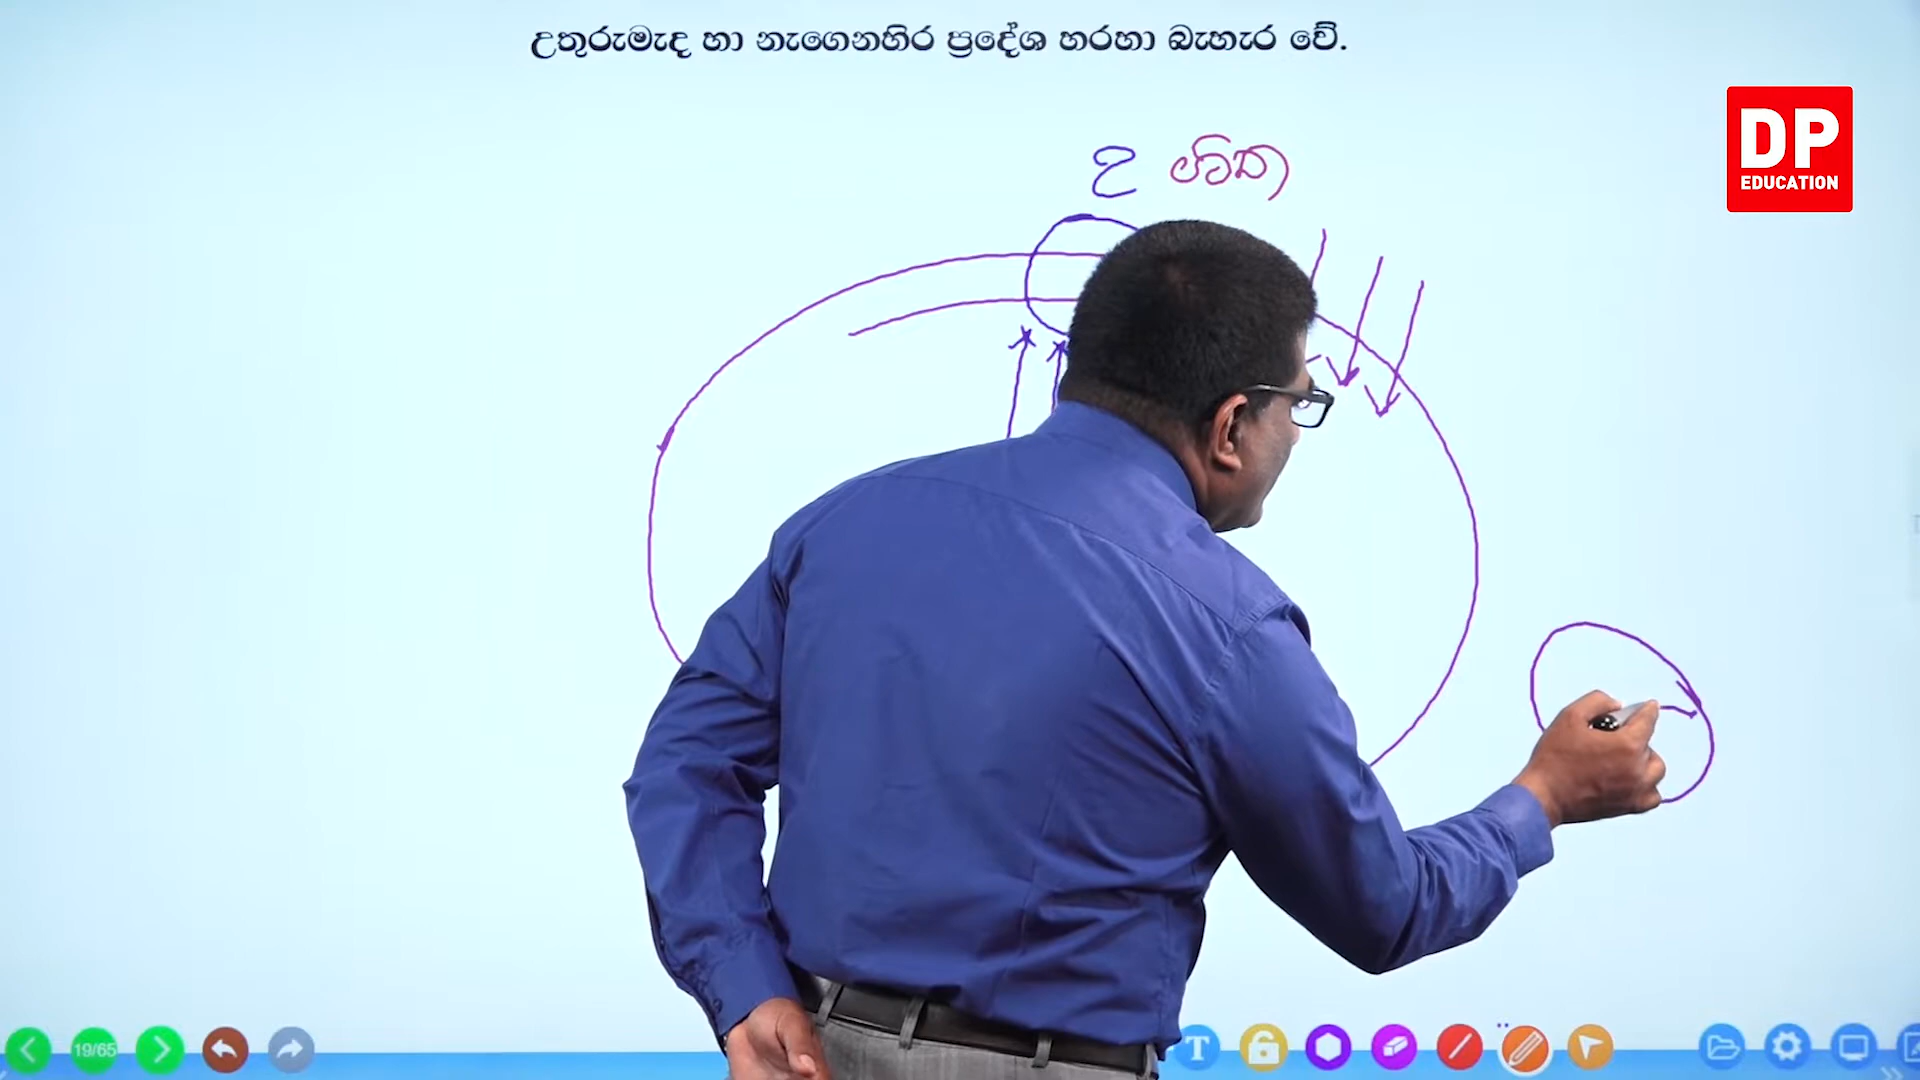 උතුරුමැද හා නැගෙනහිර ප්‍රදේශ හරහා බැහැර වේ.
DP
EDUCATION
උ
19/65
T